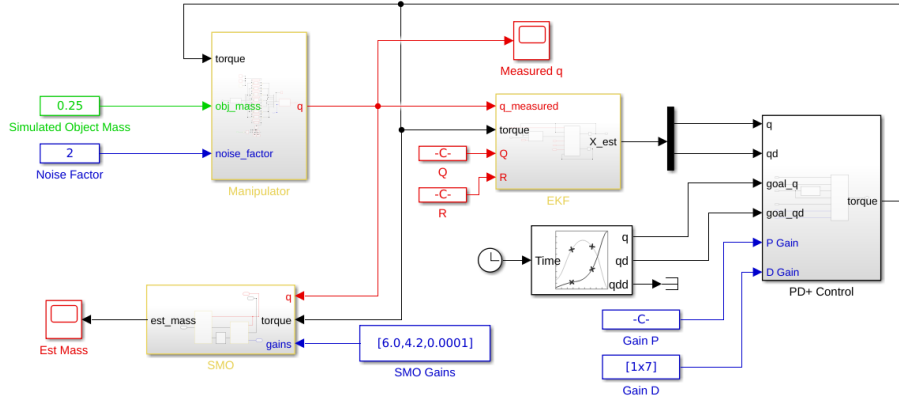 torque
obj_mass
q
noise_factor
Manipulator
0.25
Simulated Object Mass
2
Noise Factor
Measured q
q_measured
torque
Q
R
X_est
EKF
-C-
Q
-C-
R
q
qd
goal_q
goal_qd
P Gain
D Gain
torque
PD+ Control
Time
q
qd
qdd
q
torque
gains
est_mass
SMO
Est Mass
[6.0,4.2,0.0001]
SMO Gains
-C-
Gain P
[1x7]
Gain D